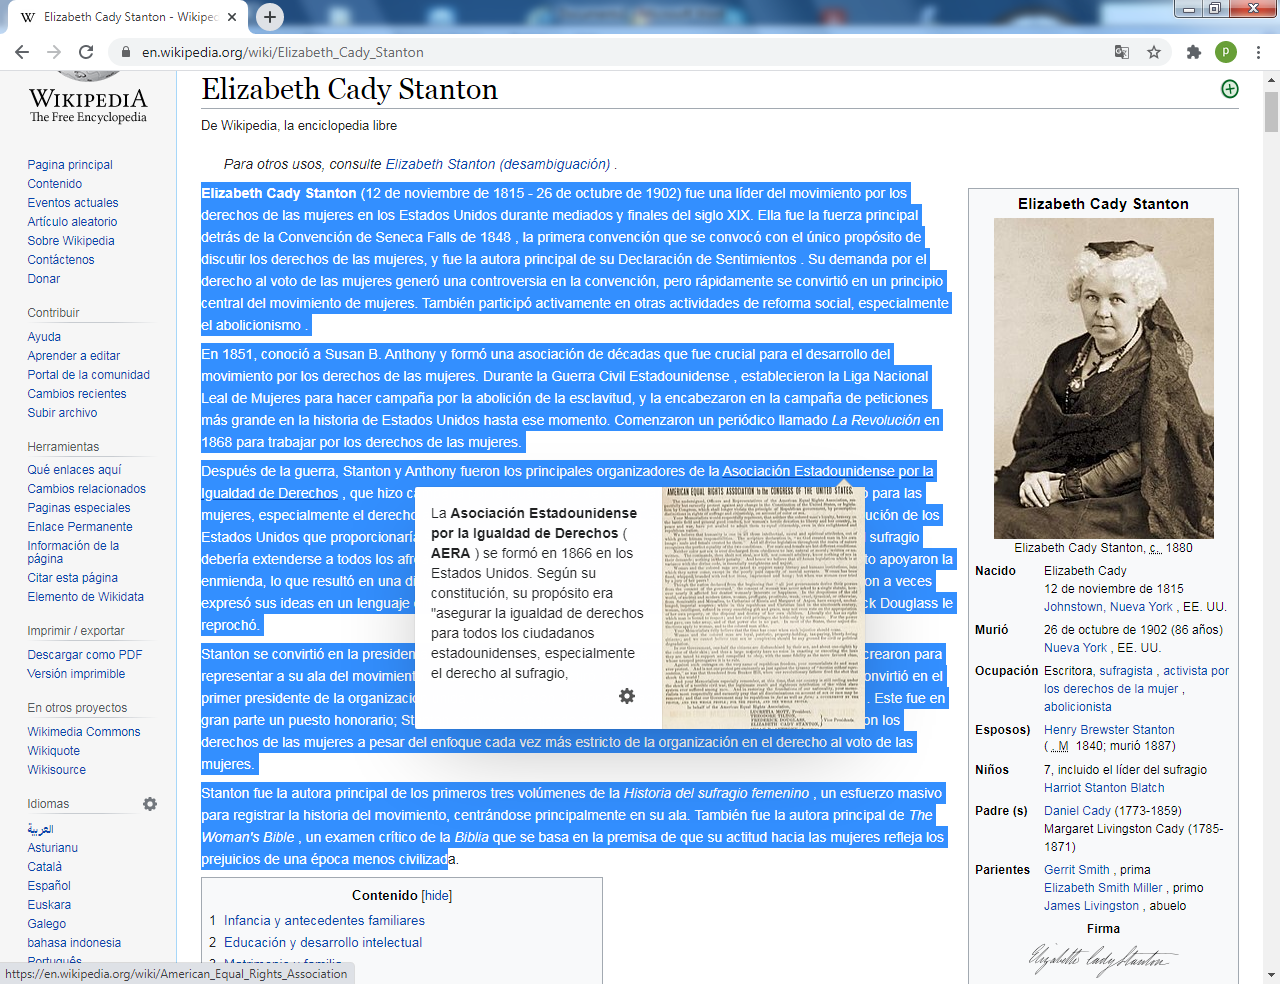 Elizabeth Cady Stanton - Wikipe
en.wikipedia.org/wiki/Elizabeth_Cady_Stanton
P
WIKIPEDIA
The Free Encyclopedia
Pagina principal
Contenido
Eventos actuales
Artículo aleatorio
Sobre Wikipedia
Contáctenos
Donar
Contribuir
Ayuda
Aprender a editar
Portal de la comunidad
Cambios recientes
Subir archivo
Herramientas
Qué enlaces aquí
Cambios relacionados
Paginas especiales
Enlace Permanente
Información de la
página
Citar esta página
Elemento de Wikidata
Imprimir / exportar
Descargar como PDF
Versión imprimible
En otros proyectos
Wikimedia Commons
Wikiquote
Wikisource
Idiomas
العربية
Asturianu
Català
Español
Euskara
Galego
bahasa indonesia
Português
https://en.wikipedia.org/wiki/American_Equal_Rights_Association
Elizabeth Cady Stanton
De Wikipedia, la enciclopedia libre
Para otros usos, consulte Elizabeth Stanton (desambiguación) .
Elizabeth Cady Stanton (12 de noviembre de 1815 - 26 de octubre de 1902) fue una líder del movimiento por los
derechos de las mujeres en los Estados Unidos durante mediados y finales del siglo XIX. Ella fue la fuerza principal
detrás de la Convención de Seneca Falls de 1848 , la primera convención que se convocó con el único propósito de
discutir los derechos de las mujeres, y fue la autora principal de su Declaración de Sentimientos . Su demanda por el
derecho al voto de las mujeres generó una controversia en la convención, pero rápidamente se convirtió en un principio
central del movimiento de mujeres. También participó activamente en otras actividades de reforma social, especialmente
el abolicionismo .
En 1851, conoció a Susan B. Anthony y formó una asociación de décadas que fue crucial para el desarrollo del
movimiento por los derechos de las mujeres. Durante la Guerra Civil Estadounidense , establecieron la Liga Nacional
Leal de Mujeres para hacer campaña por la abolición de la esclavitud, y la encabezaron en la campaña de peticiones
más grande en la historia de Estados Unidos hasta ese momento. Comenzaron un periódico llamado La Revolución en
1868 para trabajar por los derechos de las mujeres.
Después de la guerra, Stanton y Anthony fueron los principales organizadores de la Asociación Estadounidense por la
Igualdad de Derechos , que hizo para las
mujeres, especialmente el derecho de los
Estados Unidos que proporcionaría sufragio
debería extenderse a todos los apoyaron la
enmienda, lo que resultó en una a veces
expresó sus ideas en un lenguaje Douglass le
reprochó.
Stanton se convirtió en la crearon para
representar a su ala del en el
primer presidente de la . Este fue en
gran parte un puesto honorario; los
derechos de las mujeres a pesar del enfoque cada vez más estricto de la organización en el derecho al voto de las
mujeres.
Stanton fue la autora principal de los primeros tres volúmenes de la Historia del sufragio femenino , un esfuerzo masivo
para registrar la historia del movimiento, centrándose principalmente en su ala. También fue la autora principal de The
Woman's Bible , un examen crítico de la Biblia que se basa en la premisa de que su actitud hacia las mujeres refleja los
prejuicios de una época menos civilizada.
La Asociación Estadounidense
por la Igualdad de Derechos (
AERA ) se formó en 1866 en los
Estados Unidos. Según su
constitución, su propósito era
"asegurar la igualdad de derechos
para todos los ciudadanos
estadounidenses, especialmente
el derecho al sufragio,
AMERICAN EQUAL RIGHTS ASSOCIATION to the CONGRESS OF THE UNITED STATES.
Contenido [hide]
1 Infancia y antecedentes familiares
2 Educación y desarrollo intelectual
3 Matrimonio y familia
Elizabeth Cady Stanton
Elizabeth Cady Stanton, c. 1880
Nacido Elizabeth Cady
12 de noviembre de 1815
Johnstown, Nueva York , EE. UU.
Murió 26 de octubre de 1902 (86 años)
Nueva York , EE. UU.
Ocupación Escritora, sufragista , activista por
los derechos de la mujer ,
abolicionista
Esposos) Henry Brewster Stanton
( . M 1840; murió 1887)
Niños 7, incluido el líder del sufragio
Harriot Stanton Blatch
Padre (s) Daniel Cady (1773-1859)
Margaret Livingston Cady (1785-
1871)
Parientes Gerrit Smith , prima
Elizabeth Smith Miller , primo
James Livingston , abuelo
Firma
Elizabeth Cady Stanton